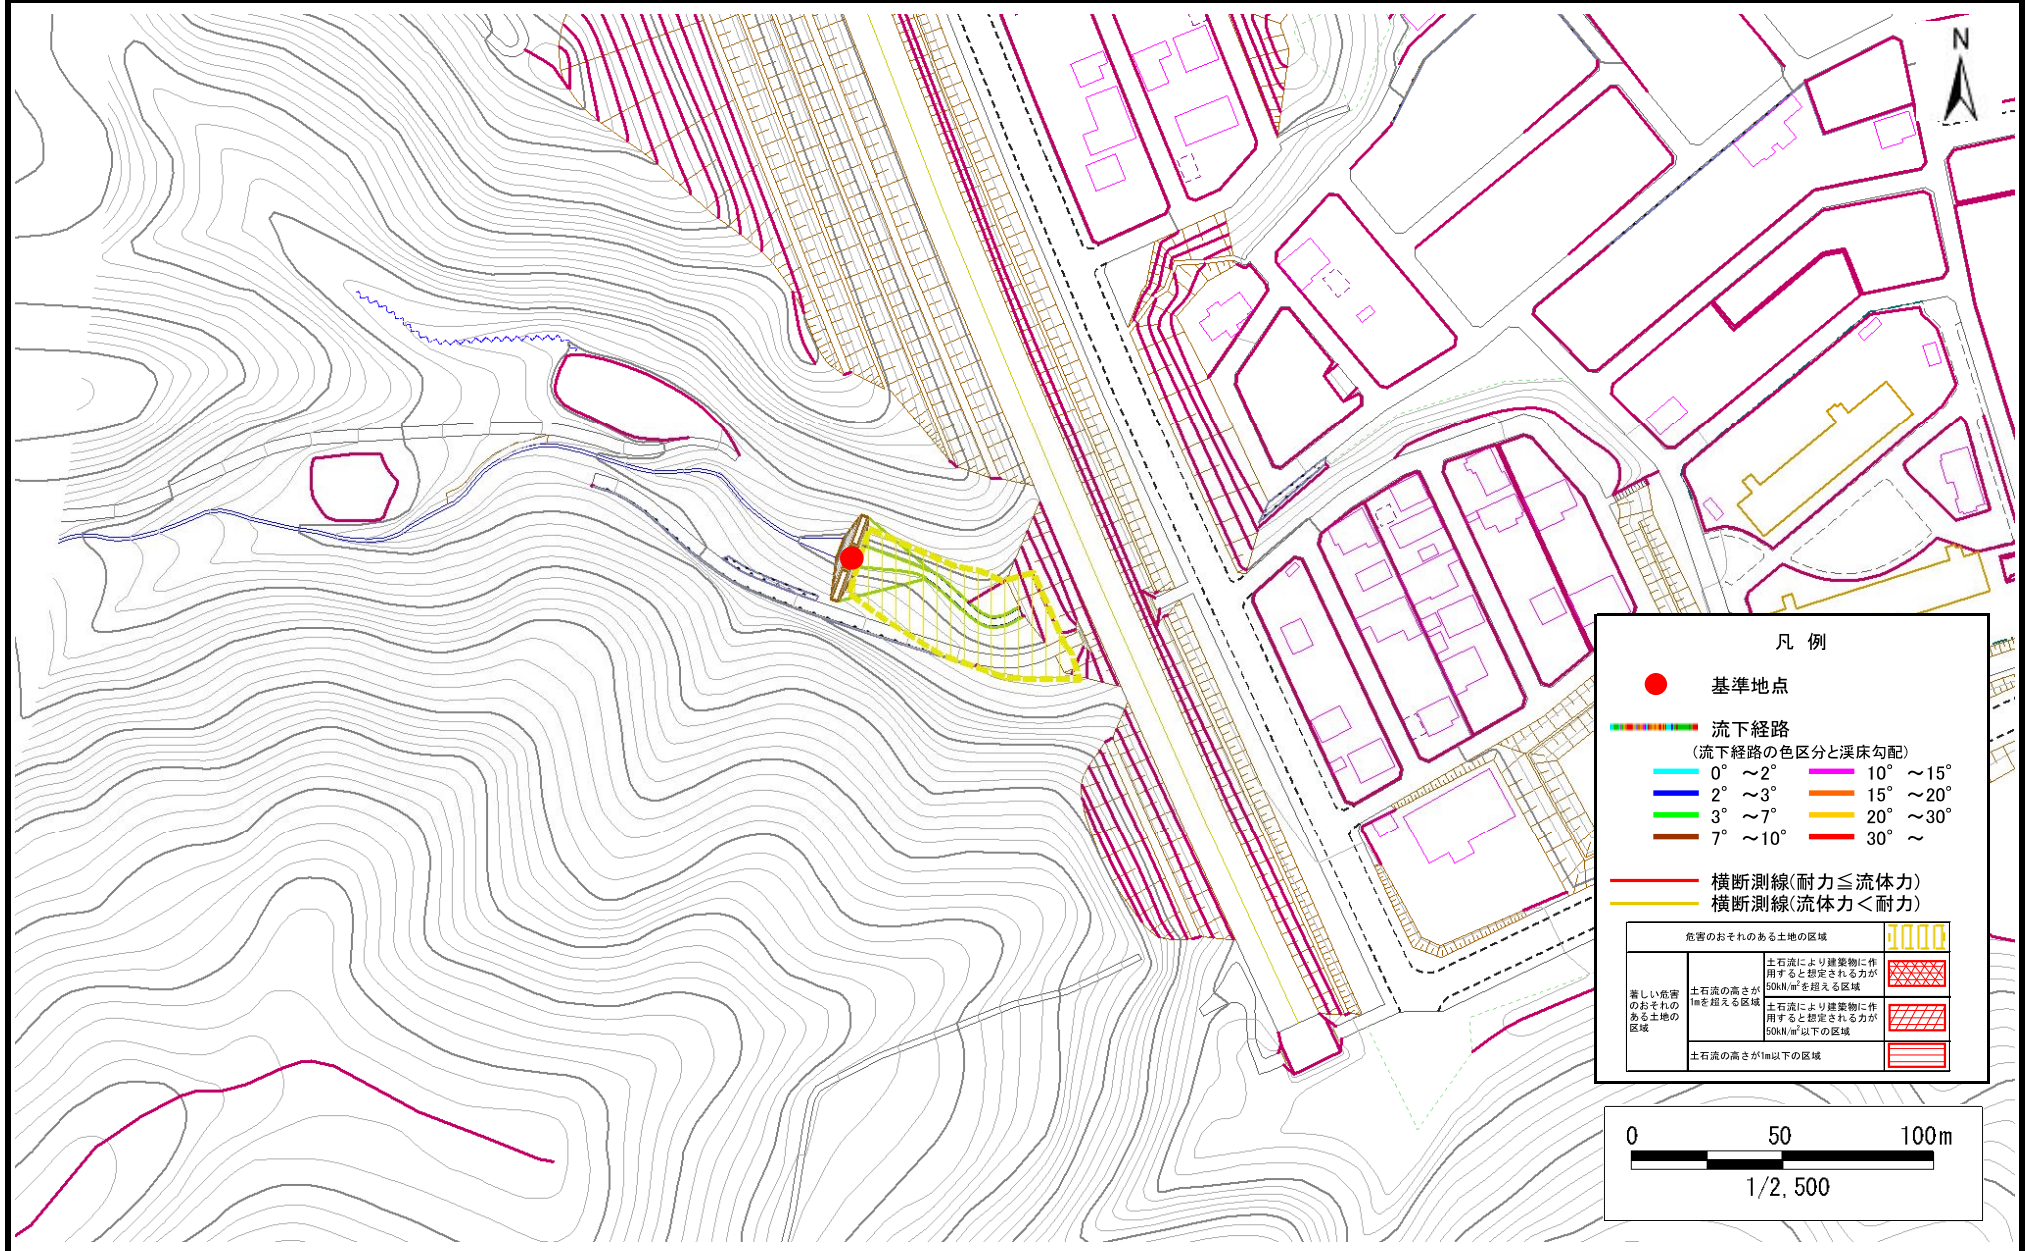 N
凡 例
基準地点
流下経路
(流下経路の色区分と渓床勾配)
0° ～2°
10° ～15°
2° ～3°
15° ～20°
3° ～7°
20° ～30°
7° ～10°
30° ～
横断測線(耐力≦流体力)
横断測線(流体力＜耐力)
危害のおそれのある土地の区域
著しい危害
のおそれの
ある土地の
区域
土石流の高さが
1mを超える区域
土石流により建築物に作
用すると想定される力が
50kN/㎡を超える区域
土石流により建築物に作
用すると想定される力が
50kN/㎡以下の区域
土石流の高さが1m以下の区域
0 50 100m
1/2,500